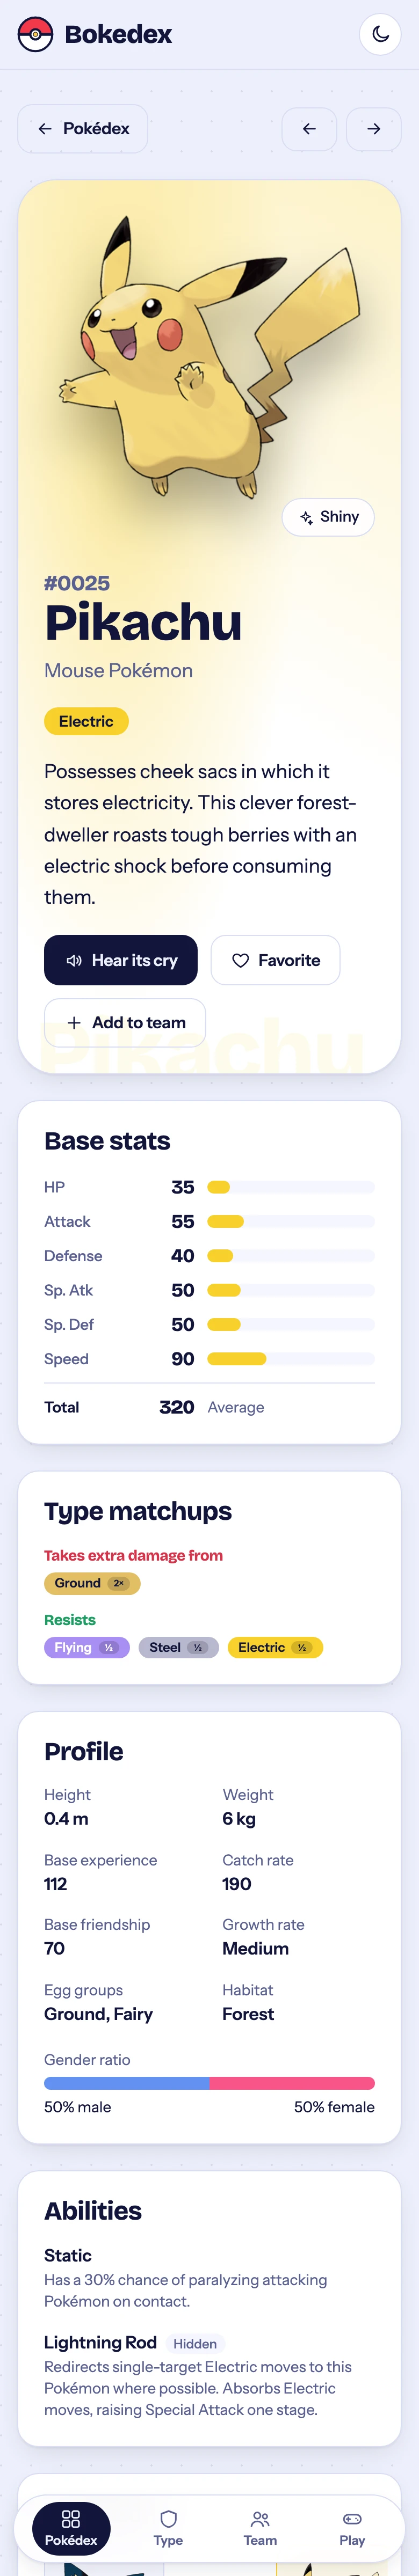 Bokedex
Pokédex
Shiny
#0025
Pikachu
Mouse Pokémon
Electric
Possesses cheek sacs in which it
stores electricity. This clever forest-
dweller roasts tough berries with an
electric shock before consuming
them.
Hear its cry
Favorite
Add to team
Pikachu
Base stats
HP 35
Attack 55
Defense 40
Sp. Atk 50
Sp. Def 50
Speed 90
Total 320 Average
Type matchups
Takes extra damage from
Ground 2×
Resists
Flying ½ Steel ½ Electric ½
Profile
Height Weight
0.4 m 6 kg
Base experience Catch rate
112 190
Base friendship Growth rate
70 Medium
Egg groups Habitat
Ground, Fairy Forest
Gender ratio
50% male 50% female
Abilities
Static
Has a 30% chance of paralyzing attacking
Pokémon on contact.
Lightning Rod Hidden
Redirects single-target Electric moves to this
Pokémon where possible. Absorbs Electric
moves, raising Special Attack one stage.
Pokédex Type Team Play